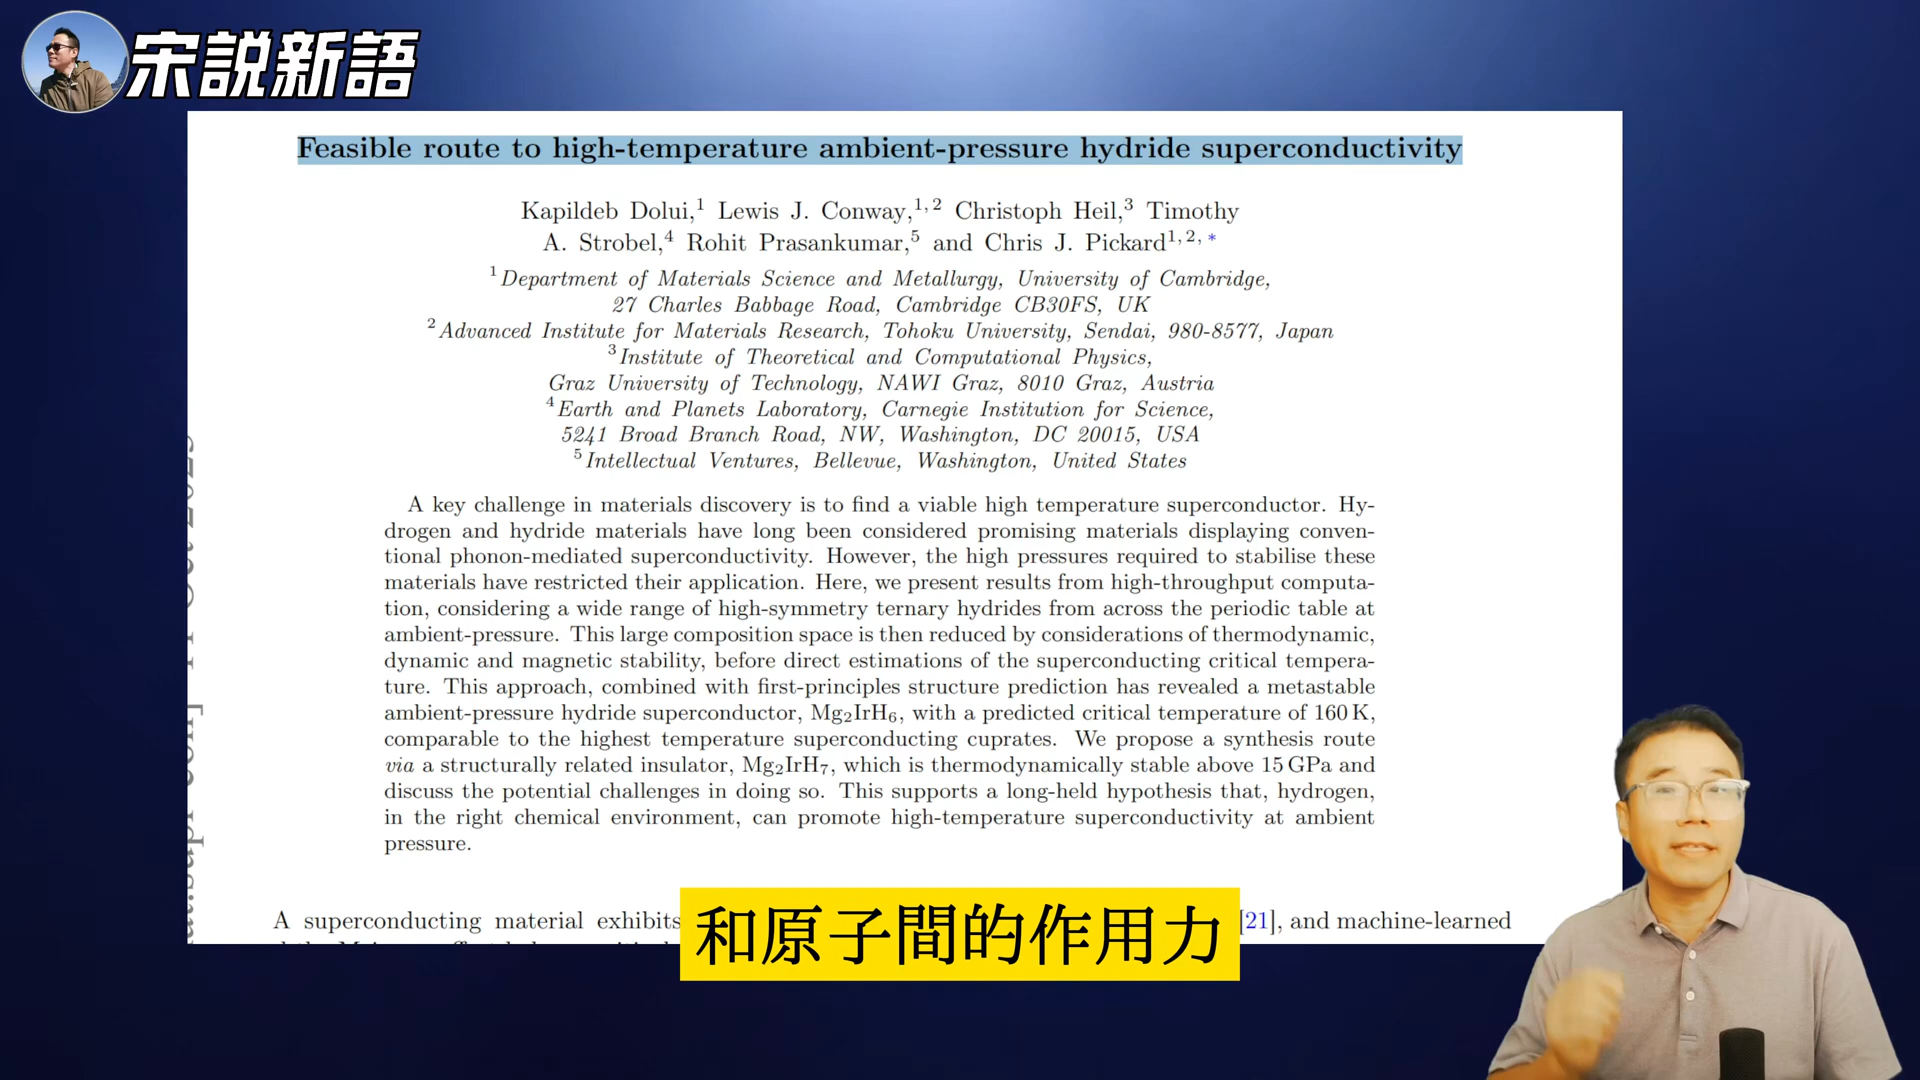 宋説新語
Feasible route to high-temperature ambient-pressure hydride superconductivity
Kapildeb Dolui,¹ Lewis J. Conway,¹,² Christoph Heil,³ Timothy
A. Strobel,⁴ Rohit Prasankumar,⁵ and Chris J. Pickard¹,²,*
¹Department of Materials Science and Metallurgy, University of Cambridge,
27 Charles Babbage Road, Cambridge CB30FS, UK
²Advanced Institute for Materials Research, Tohoku University, Sendai, 980-8577, Japan
³Institute of Theoretical and Computational Physics,
Graz University of Technology, NAWI Graz, 8010 Graz, Austria
⁴Earth and Planets Laboratory, Carnegie Institution for Science,
5241 Broad Branch Road, NW, Washington, DC 20015, USA
⁵Intellectual Ventures, Bellevue, Washington, United States
A key challenge in materials discovery is to find a viable high temperature superconductor. Hy-
drogen and hydride materials have long been considered promising materials displaying conven-
tional phonon-mediated superconductivity. However, the high pressures required to stabilise these
materials have restricted their application. Here, we present results from high-throughput computa-
tion, considering a wide range of high-symmetry ternary hydrides from across the periodic table at
ambient-pressure. This large composition space is then reduced by considerations of thermodynamic,
dynamic and magnetic stability, before direct estimations of the superconducting critical tempera-
ture. This approach, combined with first-principles structure prediction has revealed a metastable
ambient-pressure hydride superconductor, Mg₂IrH₆, with a predicted critical temperature of 160 K,
comparable to the highest temperature superconducting cuprates. We propose a synthesis route
via a structurally related insulator, Mg₂IrH₇, which is thermodynamically stable above 15 GPa and
discuss the potential challenges in doing so. This supports a long-held hypothesis that, hydrogen,
in the right chemical environment, can promote high-temperature superconductivity at ambient
pressure.
A superconducting material exhibits
[21], and machine-learned
和原子間的作用力